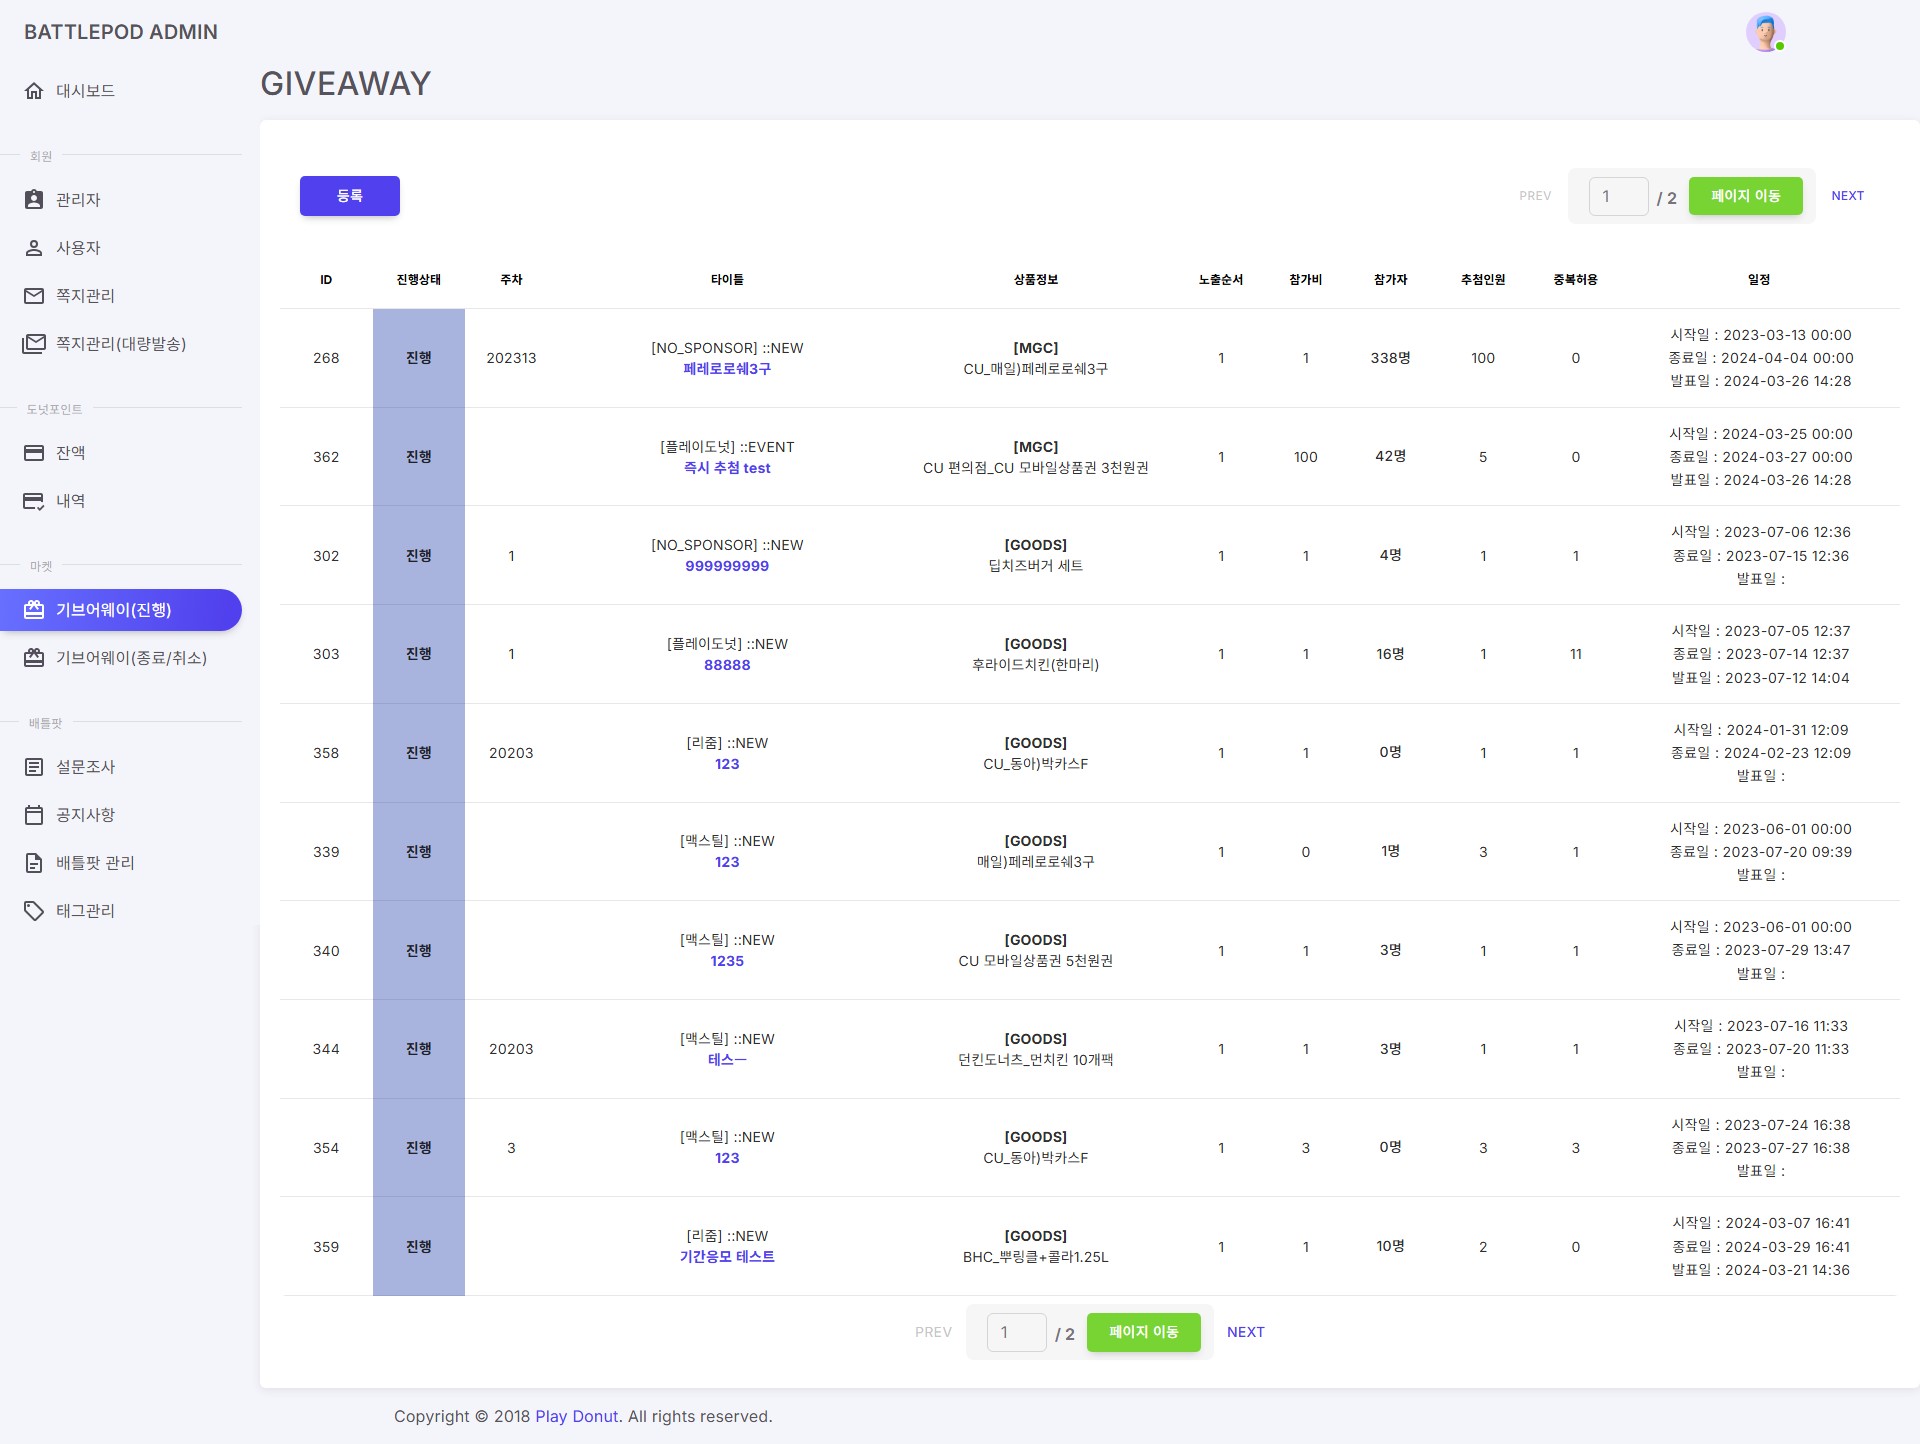 BATTLEPOD ADMIN
대시보드
회원
관리자
사용자
쪽지관리
쪽지관리(대량발송)
도넛포인트
잔액
내역
마켓
기브어웨이(진행)
기브어웨이(종료/취소)
배틀팟
설문조사
공지사항
배틀팟 관리
태그관리
GIVEAWAY
등록
PREV 1 / 2 페이지 이동 NEXT
ID 진행상태 주차 타이틀 상품정보 노출순서 참가비 참가자 추첨인원 중복허용 일정
268 진행 202313 [NO_SPONSOR] ::NEW
페레로로쉐3구
[MGC]
CU_매일)페레로로쉐3구
1 1 338명 100 0
시작일 : 2023-03-13 00:00
종료일 : 2024-04-04 00:00
발표일 : 2024-03-26 14:28
362 진행 [플레이도넛] ::EVENT
즉시 추첨 test
[MGC]
CU 편의점_CU 모바일상품권 3천원권
1 100 42명 5 0
시작일 : 2024-03-25 00:00
종료일 : 2024-03-27 00:00
발표일 : 2024-03-26 14:28
302 진행 1 [NO_SPONSOR] ::NEW
999999999
[GOODS]
딥치즈버거 세트
1 1 4명 1 1
시작일 : 2023-07-06 12:36
종료일 : 2023-07-15 12:36
발표일 :
303 진행 1 [플레이도넛] ::NEW
88888
[GOODS]
후라이드치킨(한마리)
1 1 16명 1 11
시작일 : 2023-07-05 12:37
종료일 : 2023-07-14 12:37
발표일 : 2023-07-12 14:04
358 진행 20203 [리줌] ::NEW
123
[GOODS]
CU_동아)박카스F
1 1 0명 1 1
시작일 : 2024-01-31 12:09
종료일 : 2024-02-23 12:09
발표일 :
339 진행 [맥스틸] ::NEW
123
[GOODS]
매일)페레로로쉐3구
1 0 1명 3 1
시작일 : 2023-06-01 00:00
종료일 : 2023-07-20 09:39
발표일 :
340 진행 [맥스틸] ::NEW
1235
[GOODS]
CU 모바일상품권 5천원권
1 1 3명 1 1
시작일 : 2023-06-01 00:00
종료일 : 2023-07-29 13:47
발표일 :
344 진행 20203 [맥스틸] ::NEW
테스ㅡ
[GOODS]
던킨도너츠_먼치킨 10개팩
1 1 3명 1 1
시작일 : 2023-07-16 11:33
종료일 : 2023-07-20 11:33
발표일 :
354 진행 3 [맥스틸] ::NEW
123
[GOODS]
CU_동아)박카스F
1 3 0명 3 3
시작일 : 2023-07-24 16:38
종료일 : 2023-07-27 16:38
발표일 :
359 진행 [리줌] ::NEW
기간응모 테스트
[GOODS]
BHC_뿌링클+콜라1.25L
1 1 10명 2 0
시작일 : 2024-03-07 16:41
종료일 : 2024-03-29 16:41
발표일 : 2024-03-21 14:36
PREV 1 / 2 페이지 이동 NEXT
Copyright © 2018 Play Donut. All rights reserved.